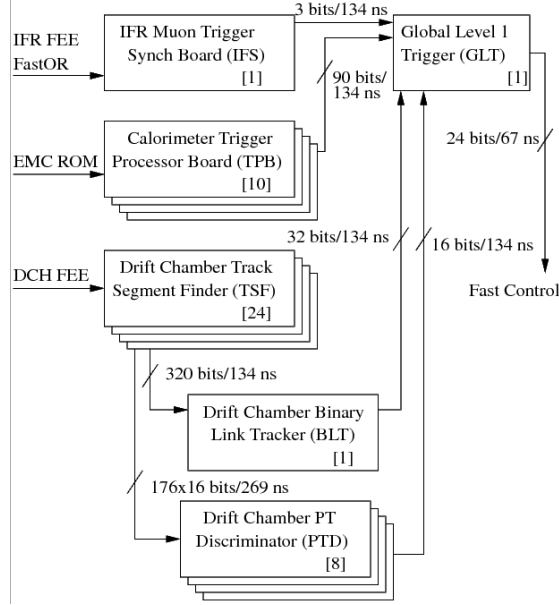 3 bits/134 ns
IFR FEE
FastOR
IFR Muon Trigger
Synch Board (IFS)
[1]
Global Level 1
Trigger (GLT)
[1]
90 bits/
134 ns
24 bits/67 ns
EMC ROM
Calorimeter Trigger
Processor Board (TPB)
[10]
32 bits/134 ns
16 bits/134 ns
DCH FEE
Drift Chamber Track
Segment Finder (TSF)
[24]
Fast Control
320 bits/134 ns
Drift Chamber Binary
Link Tracker (BLT)
[1]
176x16 bits/269 ns
Drift Chamber PT
Discriminator (PTD)
[8]